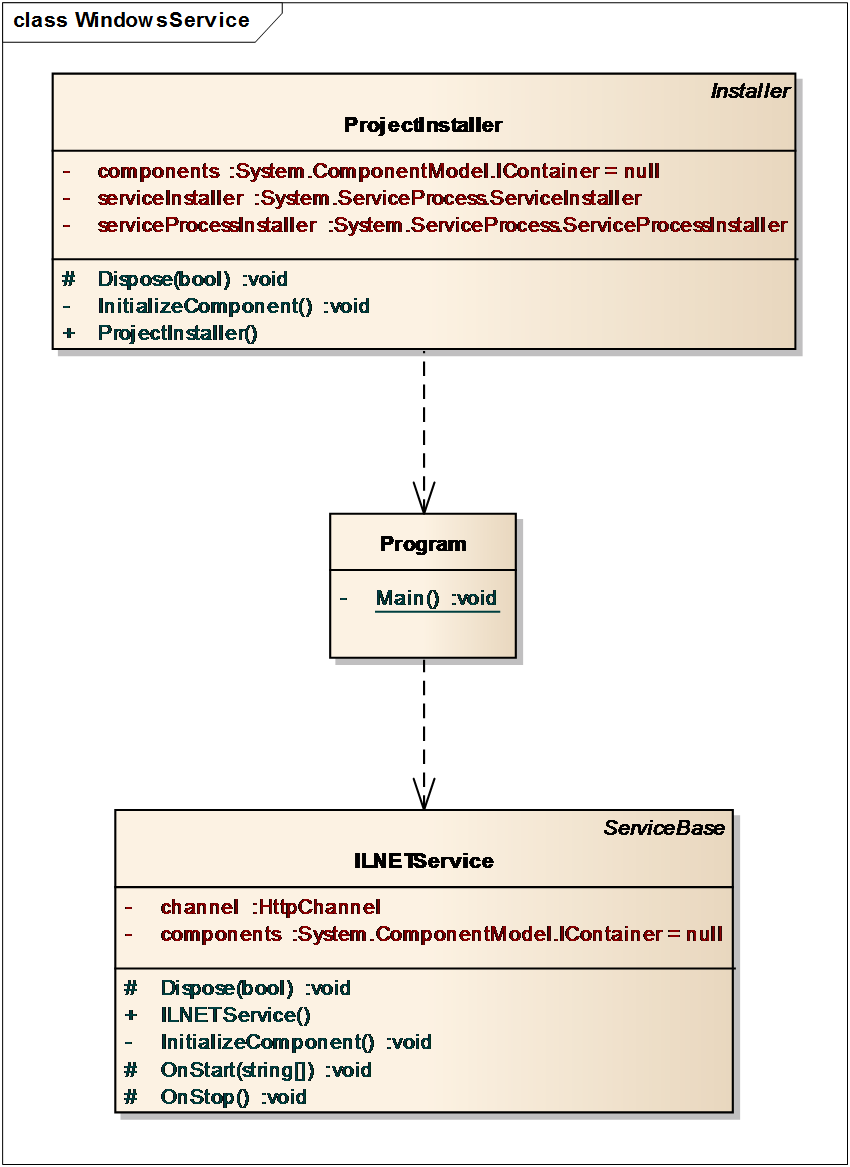 class WindowsService
Installer
ProjectInstaller
- components :System.ComponentModel.IContainer = null
- serviceInstaller :System.ServiceProcess.ServiceInstaller
- serviceProcessInstaller :System.ServiceProcess.ServiceProcessInstaller
# Dispose(bool) :void
- InitializeComponent() :void
+ ProjectInstaller()
Program
- Main() :void
ServiceBase
ILNETService
- channel :HttpChannel
- components :System.ComponentModel.IContainer = null
# Dispose(bool) :void
+ ILNETService()
- InitializeComponent() :void
# OnStart(string[]) :void
# OnStop() :void